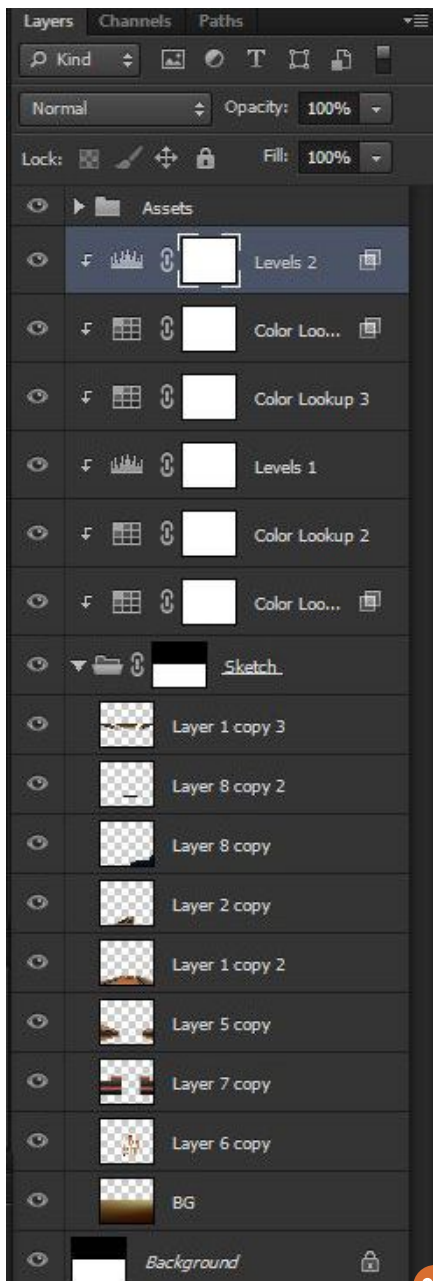 Layers Channels Paths
Kind T
Normal Opacity: 100%
Lock: Fill: 100%
Assets
Levels 2
Color Loo...
Color Lookup 3
Levels 1
Color Lookup 2
Color Loo...
Sketch
Layer 1 copy 3
Layer 8 copy 2
Layer 8 copy
Layer 2 copy
Layer 1 copy 2
Layer 5 copy
Layer 7 copy
Layer 6 copy
BG
Background